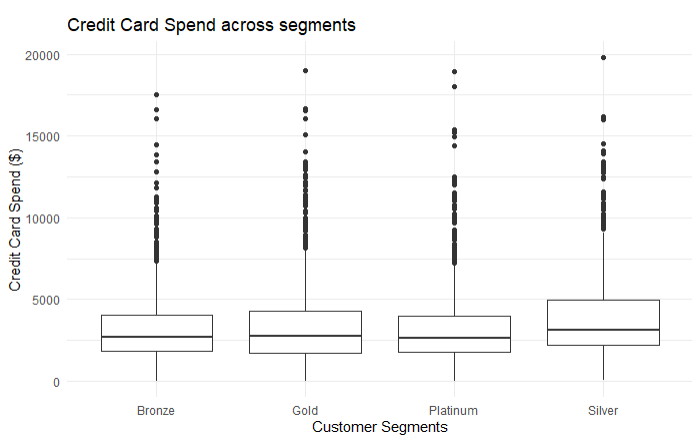 Credit Card Spend across segments
Credit Card Spend ($)
20000
15000
10000
5000
0
Bronze Gold Platinum Silver
Customer Segments